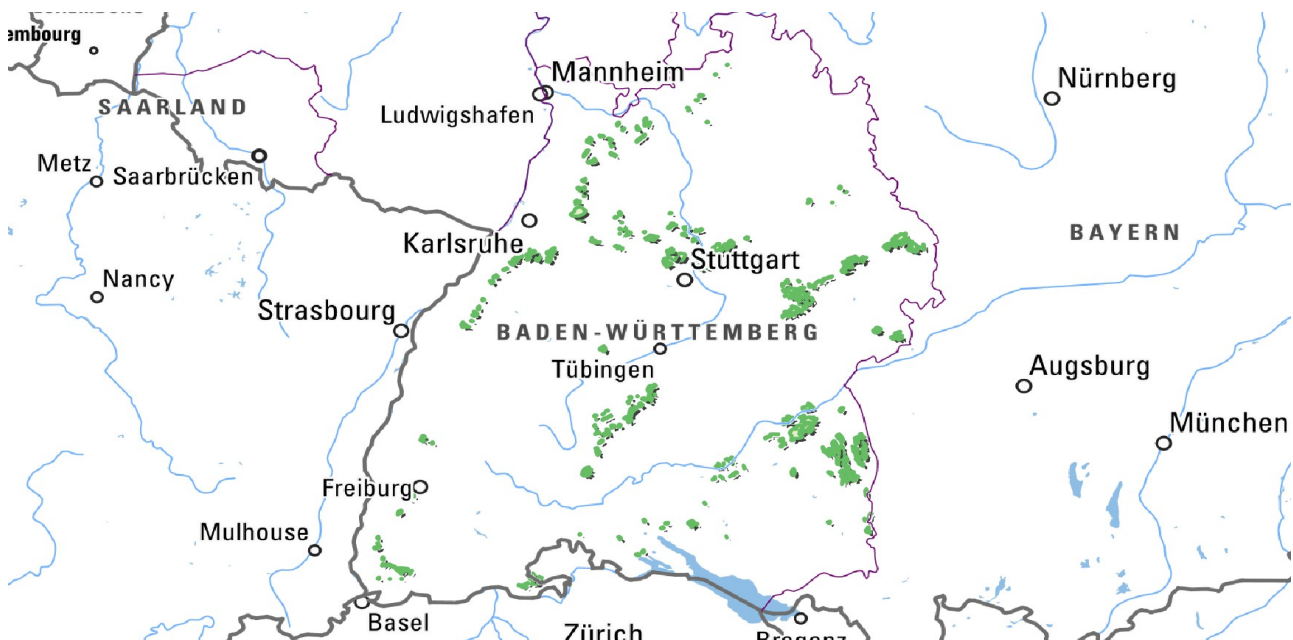 embourg
Mannheim
Nürnberg
SAARLAND
Ludwigshafen
Metz
Saarbrücken
Karlsruhe
BAYERN
Nancy
Stuttgart
Strasbourg
BADEN-WÜRTTEMBERG
Tübingen
Augsburg
München
Freiburg
Mulhouse
Basel
Zürich
Bregenz